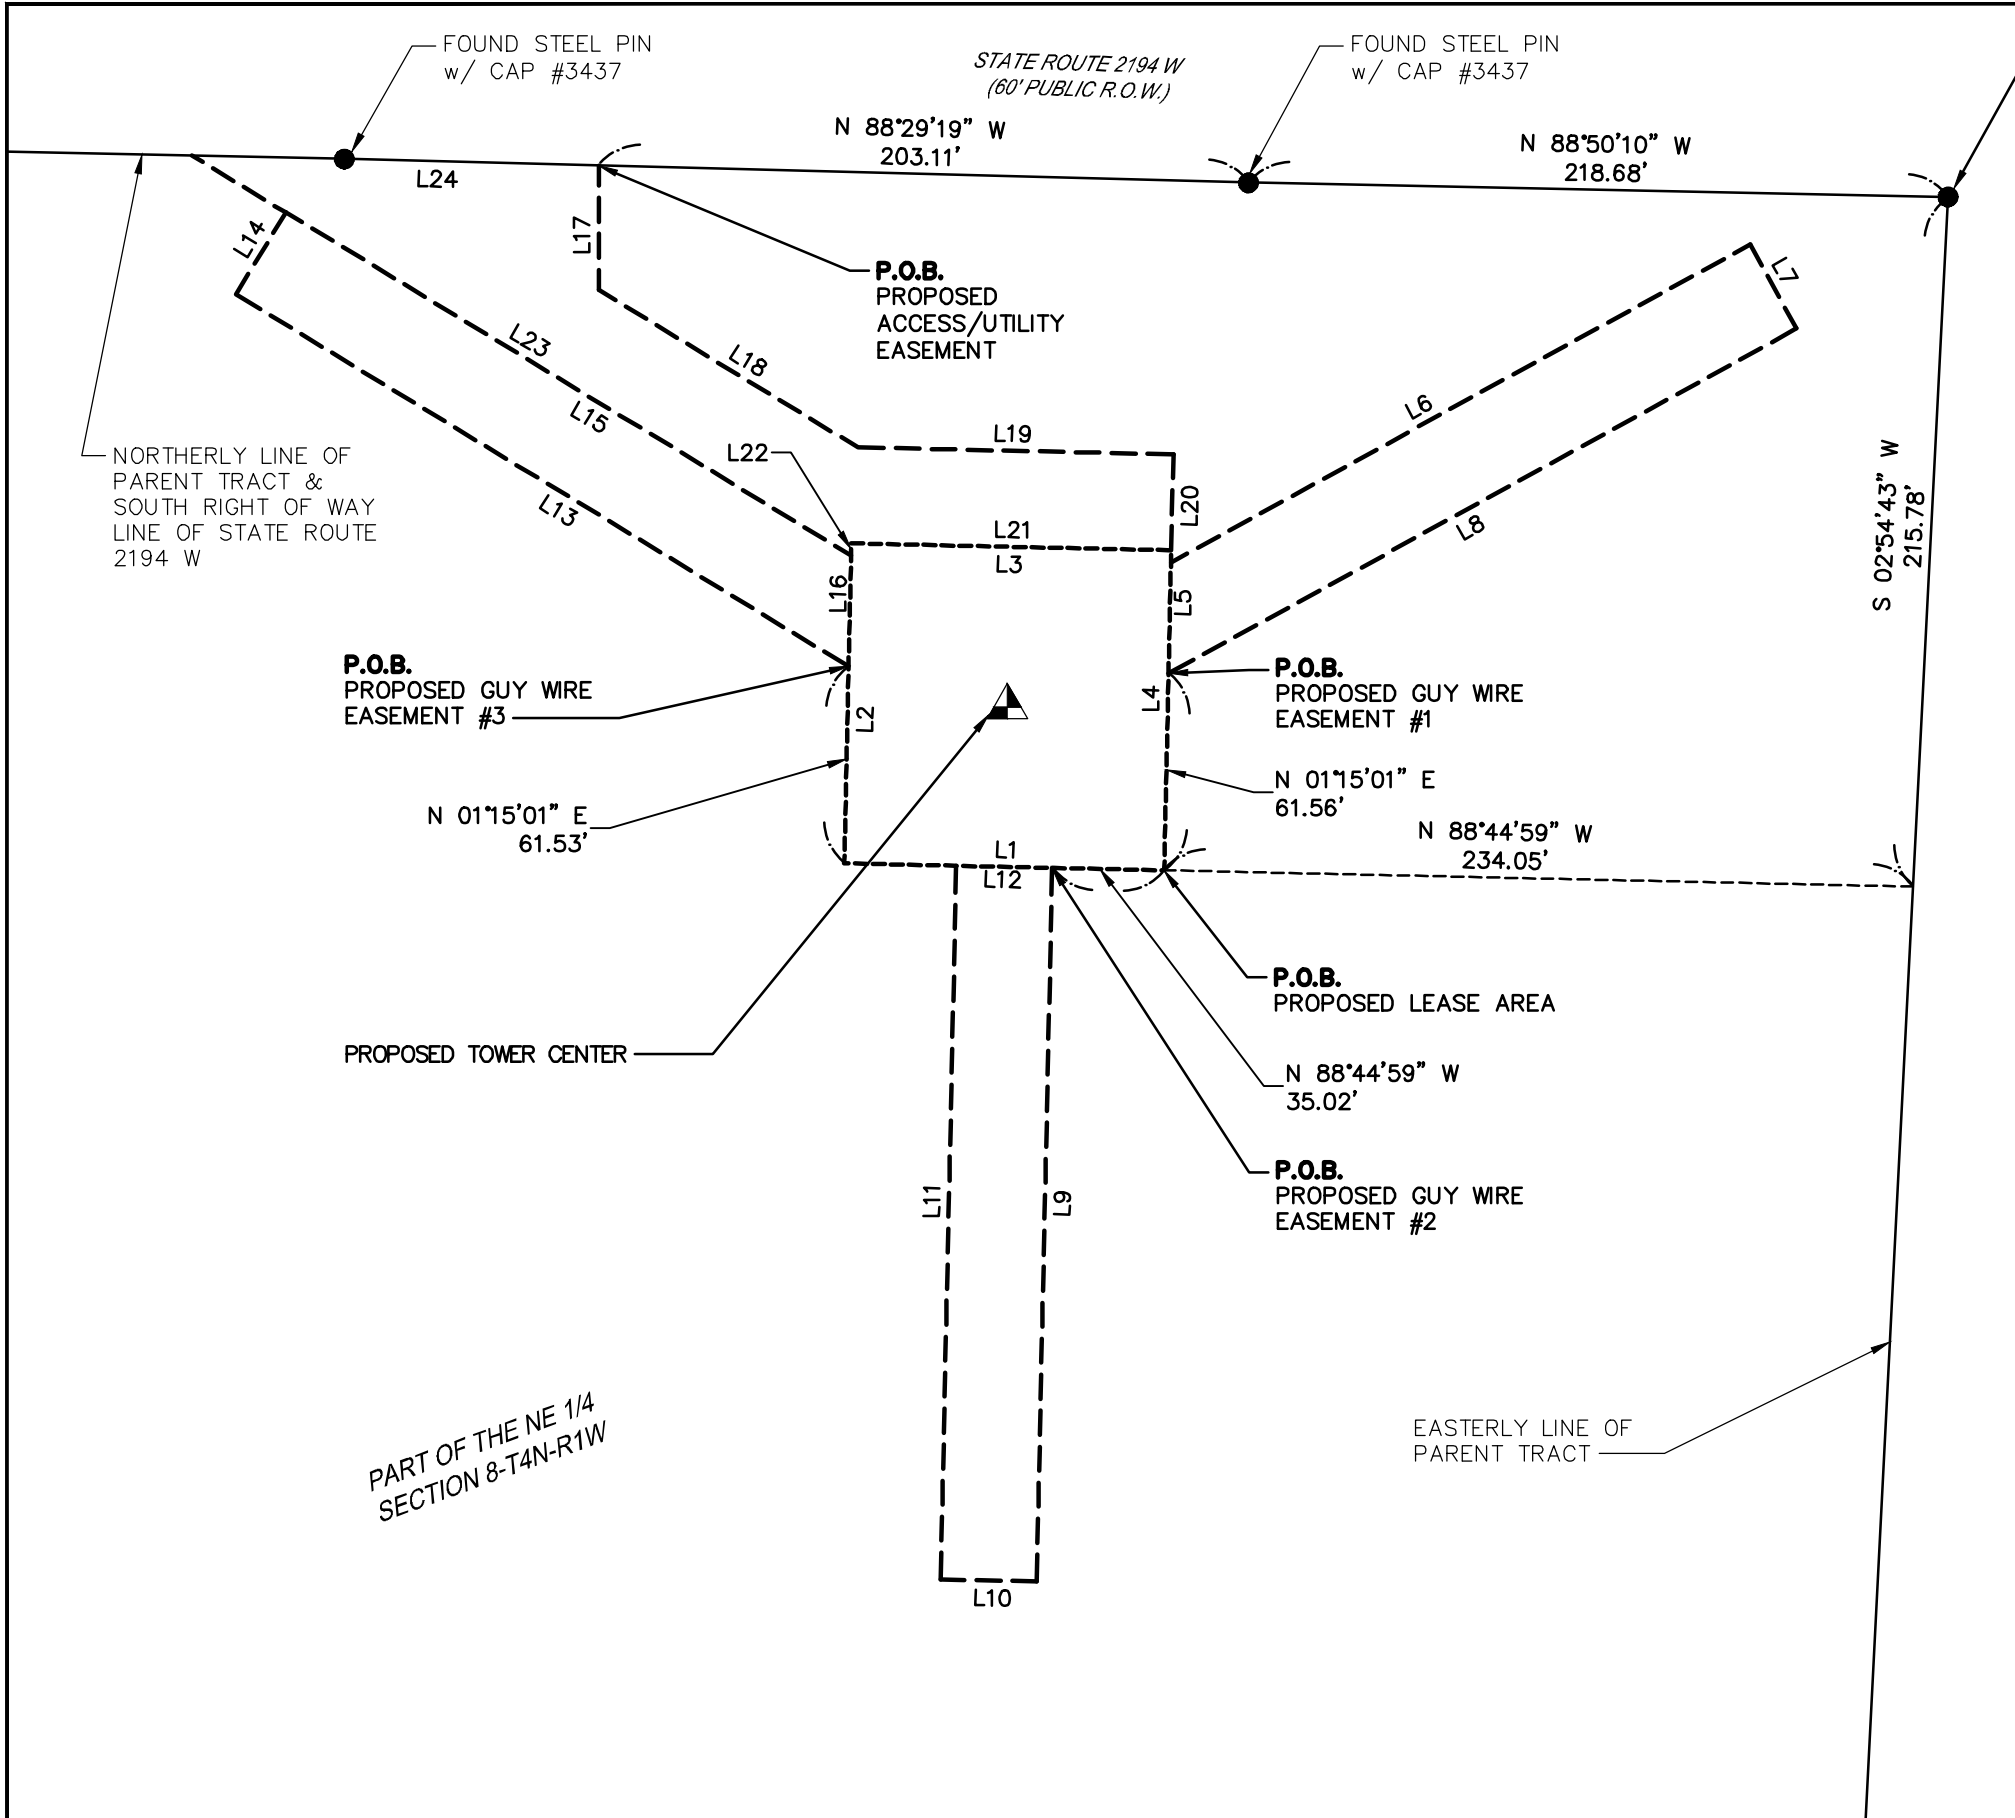 FOUND STEEL PIN
w/ CAP #3437
STATE ROUTE 2194 W
(60' PUBLIC R.O.W.)
FOUND STEEL PIN
w/ CAP #3437
N 88°29'19" W
203.11'
N 88°50'10" W
218.68'
L24
L14
L17
P.O.B.
PROPOSED
ACCESS/UTILITY
EASEMENT
L7
L23
L18
L15
L6
L19
L22
NORTHERLY LINE OF
PARENT TRACT &
SOUTH RIGHT OF WAY
LINE OF STATE ROUTE
2194 W
L13
L20
L8
S 02°54'43" W
215.78'
L21
L3
L16
L5
P.O.B.
PROPOSED GUY WIRE
EASEMENT #3
L2
L4
P.O.B.
PROPOSED GUY WIRE
EASEMENT #1
N 01°15'01" E
61.53'
N 01°15'01" E
61.56'
N 88°44'59" W
234.05'
L1
L12
P.O.B.
PROPOSED LEASE AREA
PROPOSED TOWER CENTER
N 88°44'59" W
35.02'
P.O.B.
PROPOSED GUY WIRE
EASEMENT #2
L11
L9
PART OF THE NE 1/4
SECTION 8-T4N-R1W
EASTERLY LINE OF
PARENT TRACT
L10